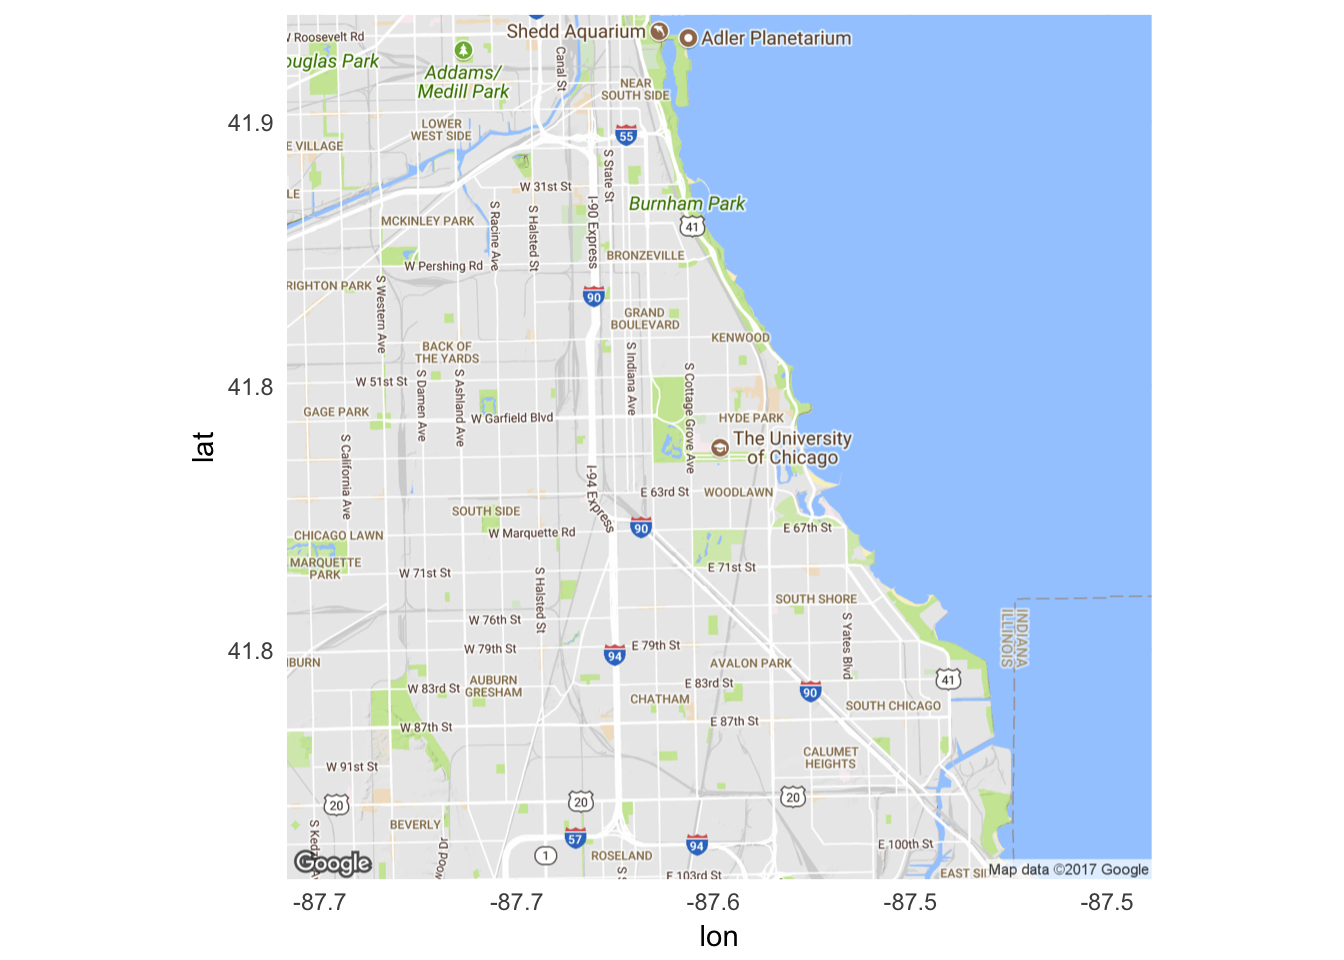 W Roosevelt Rd
Shedd Aquarium
Adler Planetarium
ouglas Park
Canal St
Addams/
Medill Park
NEAR
SOUTH SIDE
41.9
LOWER
WEST SIDE
55
E VILLAGE
S State St
W 31st St
LE
I-90 Express
Burnham Park
MCKINLEY PARK
S Racine Ave
S Halsted St
41
BRONZEVILLE
W Pershing Rd
RIGHTON PARK
S Western Ave
90
GRAND
BOULEVARD
KENWOOD
BACK OF
THE YARDS
S Indiana Ave
41.8
W 51st St
S Damen Ave
S Ashland Ave
S Cottage Grove Ave
GAGE PARK
W Garfield Blvd
HYDE PARK
lat
S California Ave
The University
of Chicago
I-94 Express
E 63rd St
WOODLAWN
SOUTH SIDE
W Marquette Rd
90
E 67th St
CHICAGO LAWN
MARQUETTE
PARK
W 71st St
S Halsted St
E 71st St
SOUTH SHORE
INDIANA
ILLINOIS
W 76th St
S Yates Blvd
41.8
W 79th St
94
E 79th St
HBURN
AVALON PARK
AUBURN
GRESHAM
W 83rd St
E 83rd St
90
41
CHATHAM
SOUTH CHICAGO
W 87th St
E 87th St
CALUMET
HEIGHTS
W 91st St
20
20
20
S Kedz
BEVERLY
57
94
E 100th St
1
ROSELAND
Google
E 103rd St
EAST SI
Map data ©2017 Google
-87.7
-87.7
-87.6
-87.5
-87.5
lon